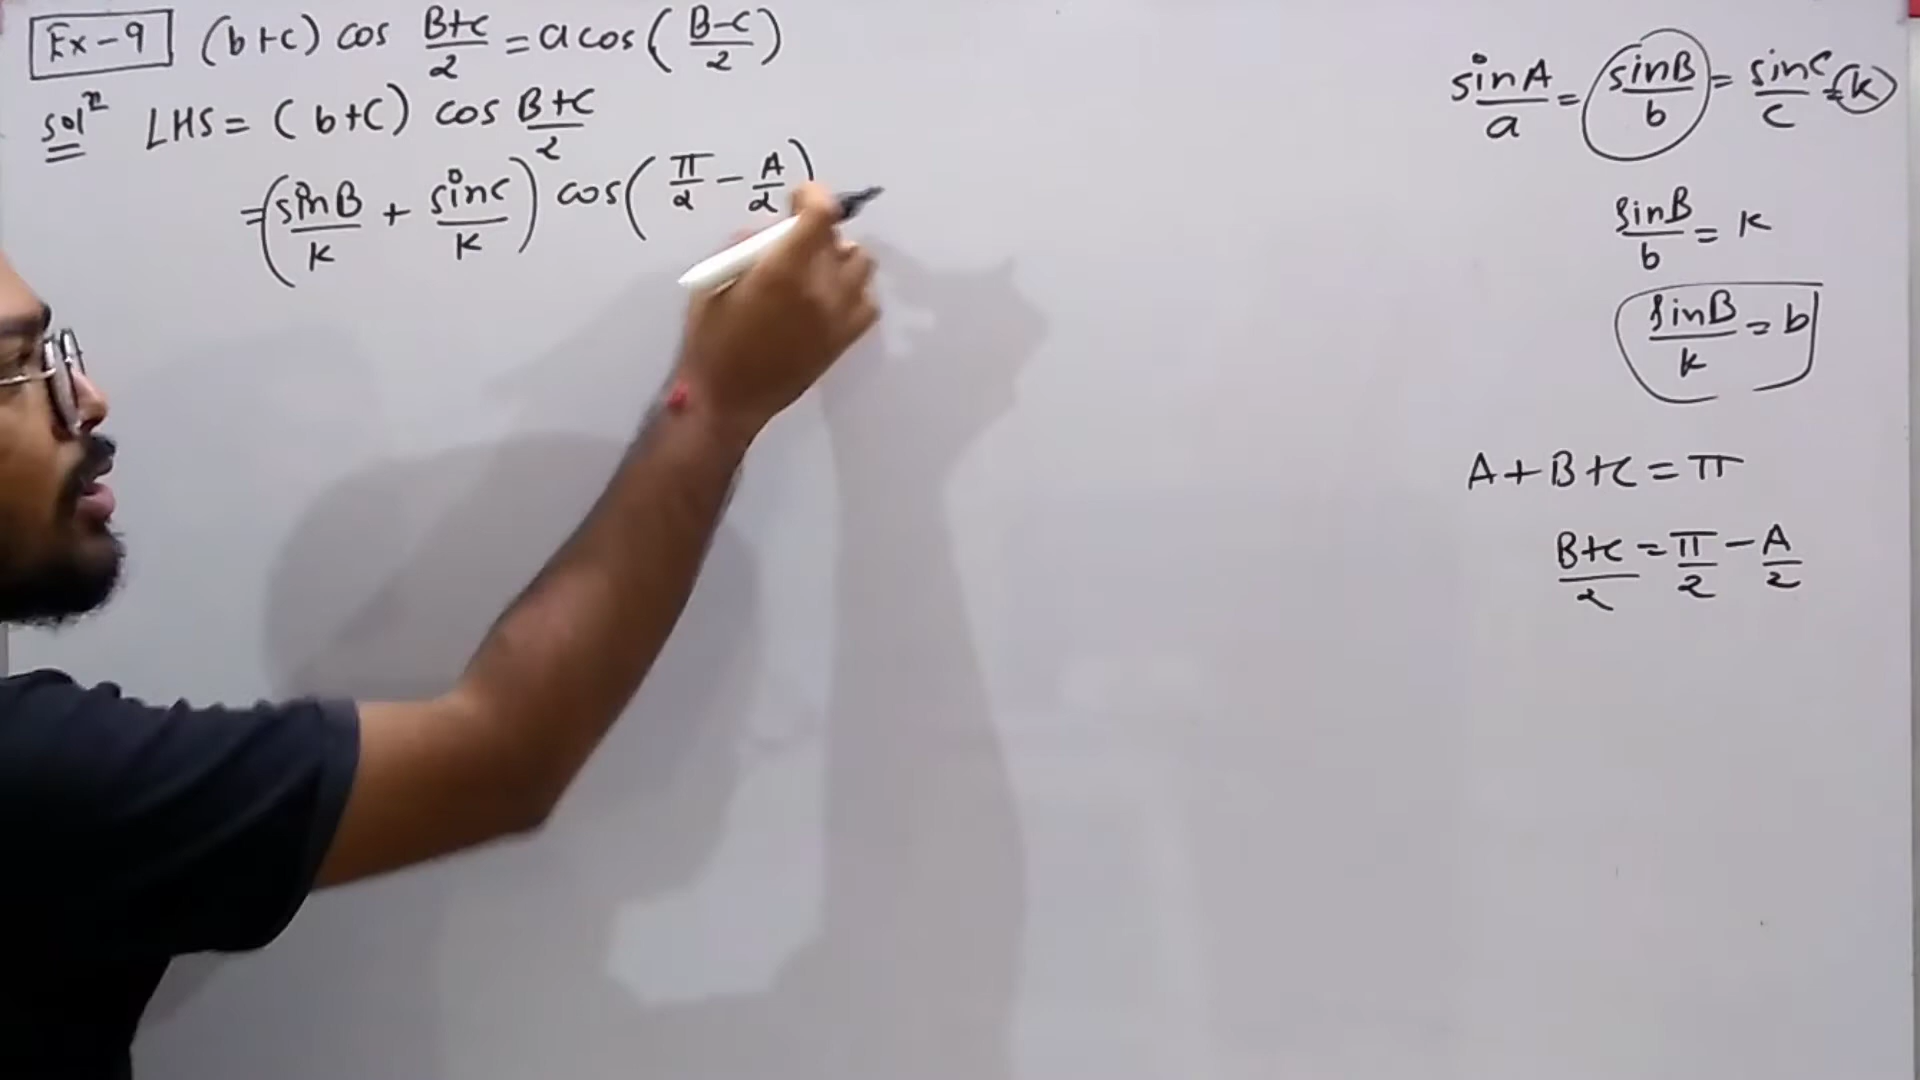 Ex-9 (b+c) cos B+C/2 = a cos(B-C/2)
solⁿ LHS = (b+c) cos B+C/2
=(sinB/k + sinC/k) cos(π/2 - A/2)
sinA/a = sinB/b = sinC/c = k
sinB/b = k
sinB/k = b
A+B+C = π
B+C/2 = π/2 - A/2